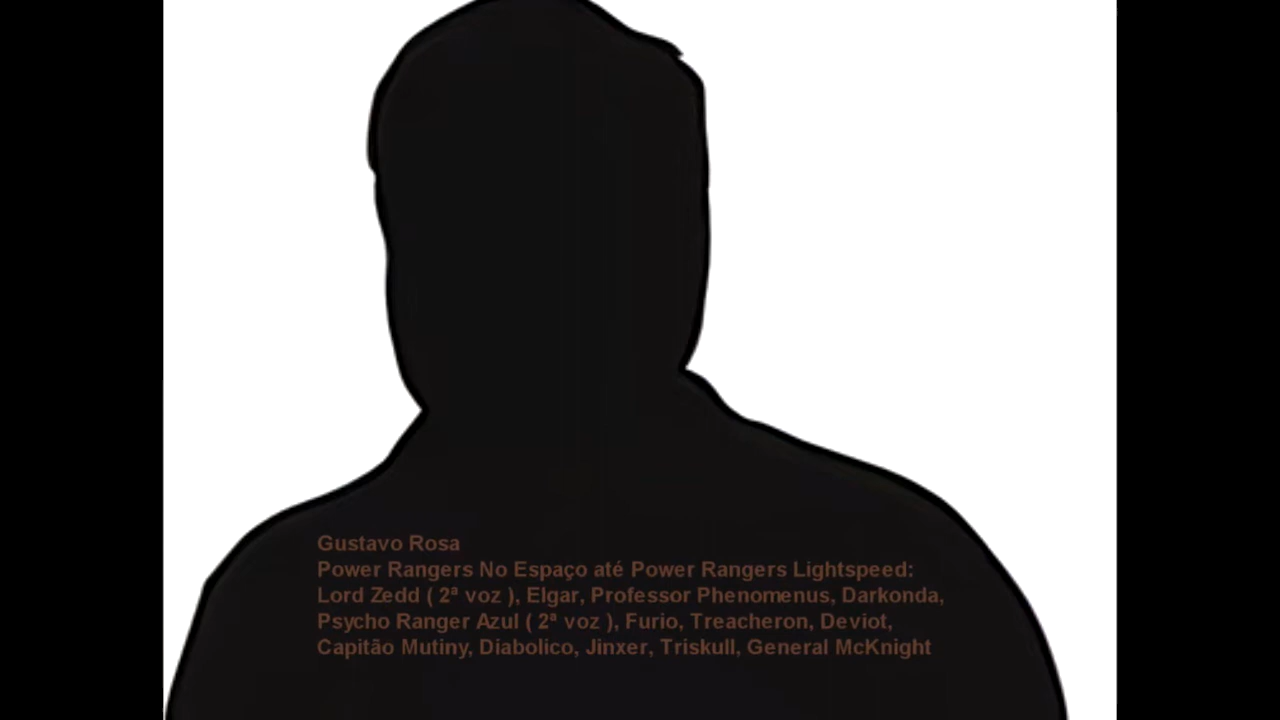 Gustavo Rosa
Power Rangers No Espaço até Power Rangers Lightspeed:
Lord Zedd ( 2ª voz ), Elgar, Professor Phenomenus, Darkonda,
Psycho Ranger Azul ( 2ª voz ), Furio, Treacheron, Deviot,
Capitão Mutiny, Diabolico, Jinxer, Triskull, General McKnight